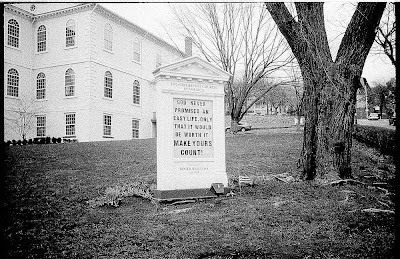 GOD NEVER
PROMISED AN
EASY LIFE, ONLY
THAT IT WOULD
BE WORTH IT
MAKE YOURS
COUNT!